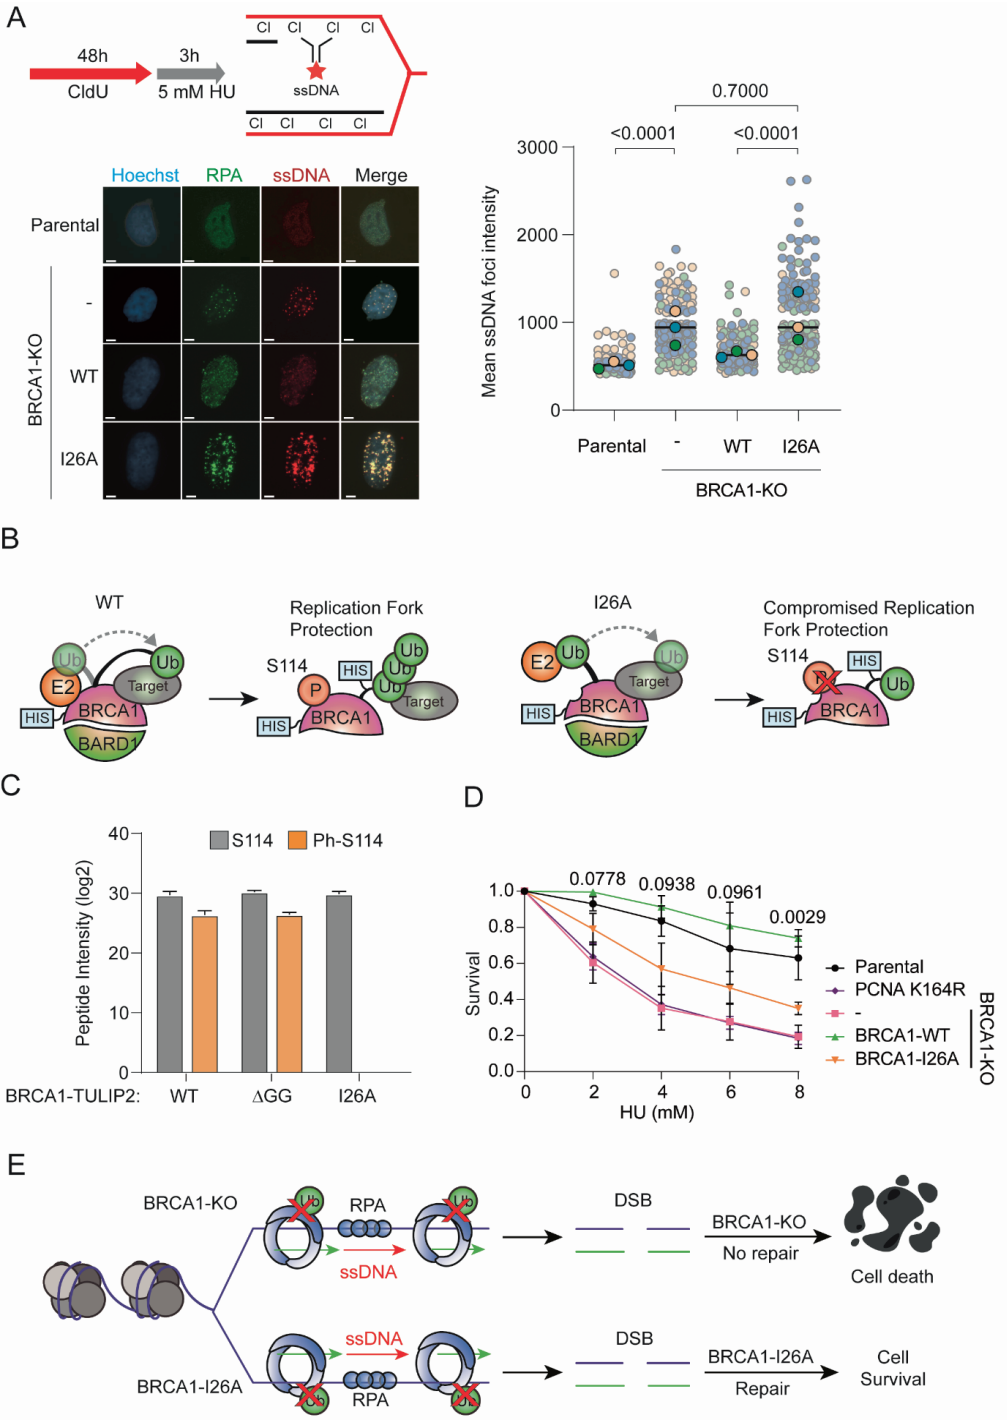 A
48h
CldU
3h
5 mM HU
Cl Cl Cl Cl
ssDNA
Cl Cl Cl Cl
Hoechst RPA ssDNA Merge
Parental
-
WT
I26A
BRCA1-KO
0.7000
<0.0001 <0.0001
Mean ssDNA foci intensity
3000
2000
1000
0
Parental - WT I26A
BRCA1-KO
B
WT
Ub
Ub
E2
Target
HIS
BRCA1
BARD1
Replication Fork
Protection
S114
HIS
P
Ub
Ub
Ub
Target
BRCA1
HIS
I26A
E2
Ub
Ub
Target
HIS
BRCA1
BARD1
Compromised Replication
Fork Protection
S114
HIS
P
Ub
HIS
BRCA1
C
Peptide Intensity (log2)
40
30
20
10
0
S114 Ph-S114
BRCA1-TULIP2: WT ΔGG I26A
D
Survival
1.0
0.8
0.6
0.4
0.2
0.0
0.0778 0.0938 0.0961 0.0029
0 2 4 6 8
HU (mM)
Parental
PCNA K164R
-
BRCA1-WT
BRCA1-I26A
BRCA1-KO
E
BRCA1-KO
Ub
RPA
Ub
ssDNA
DSB
BRCA1-KO
No repair
Cell death
BRCA1-I26A
ssDNA
Ub
RPA
Ub
DSB
BRCA1-I26A
Repair
Cell
Survival